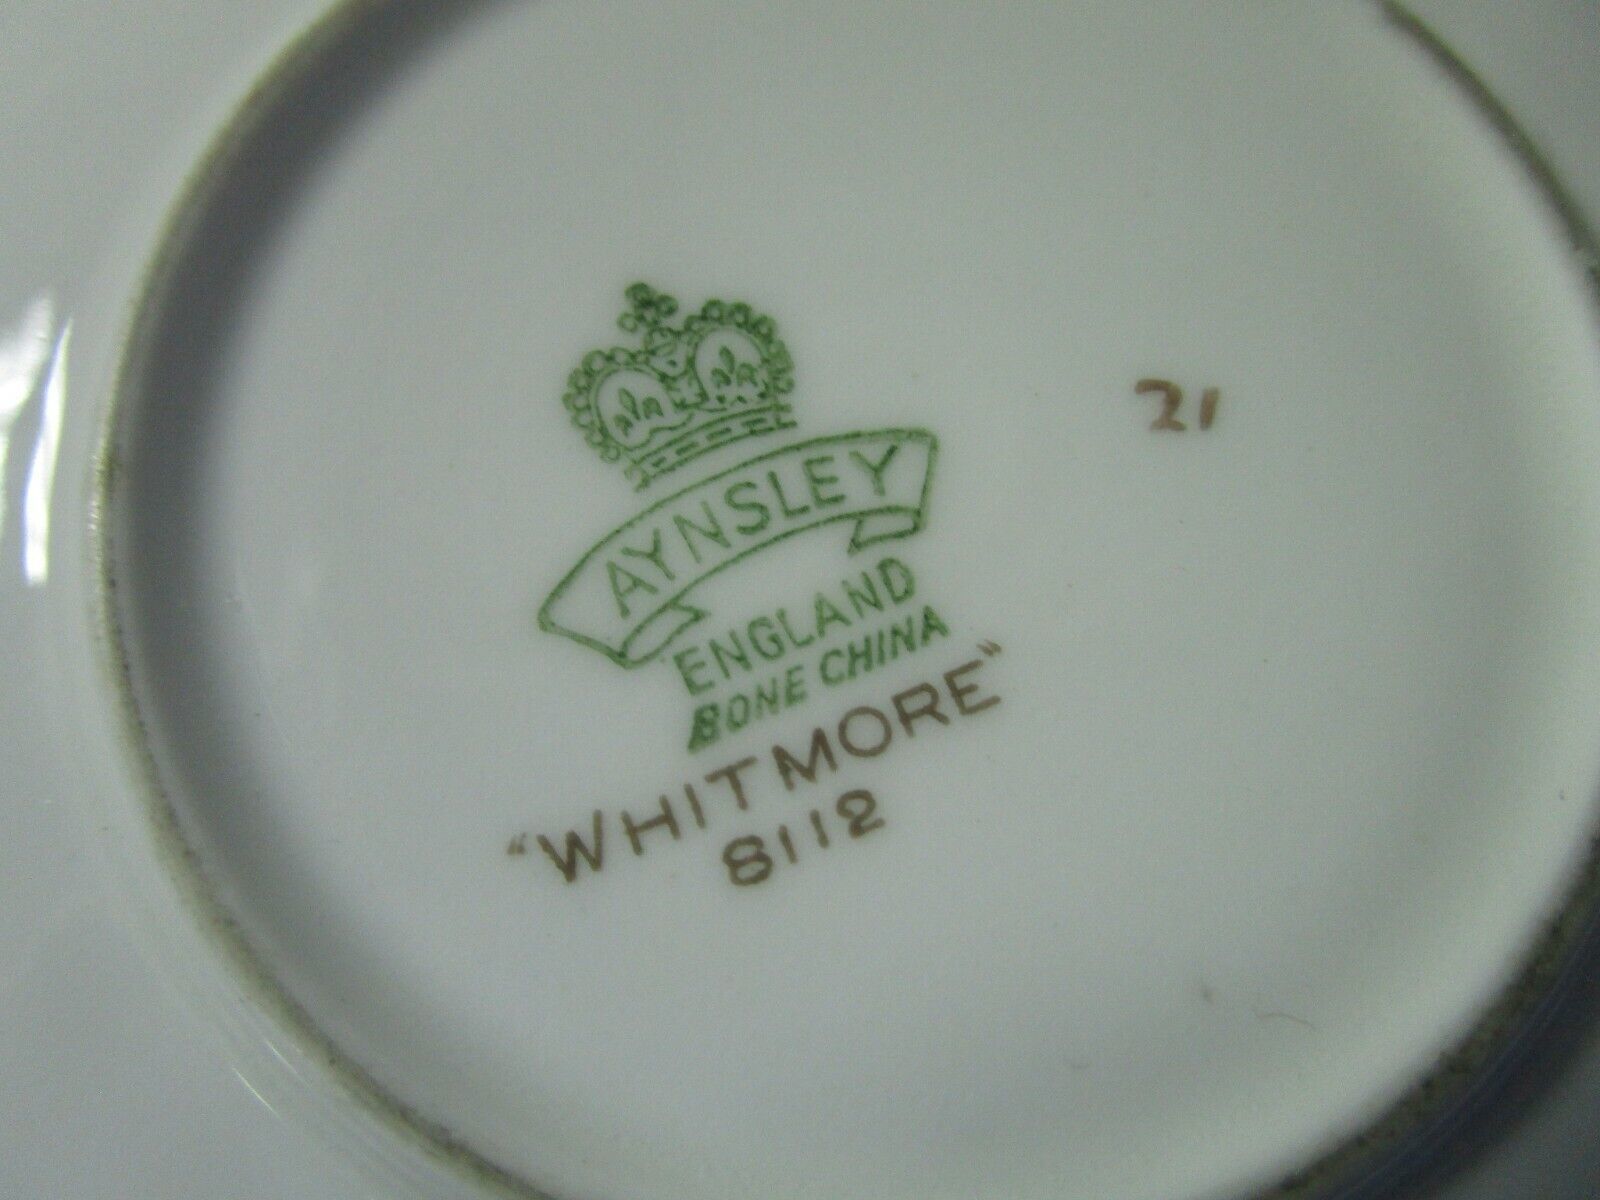 AYNSLEY
ENGLAND
BONE CHINA
"WHITMORE"
8112
21